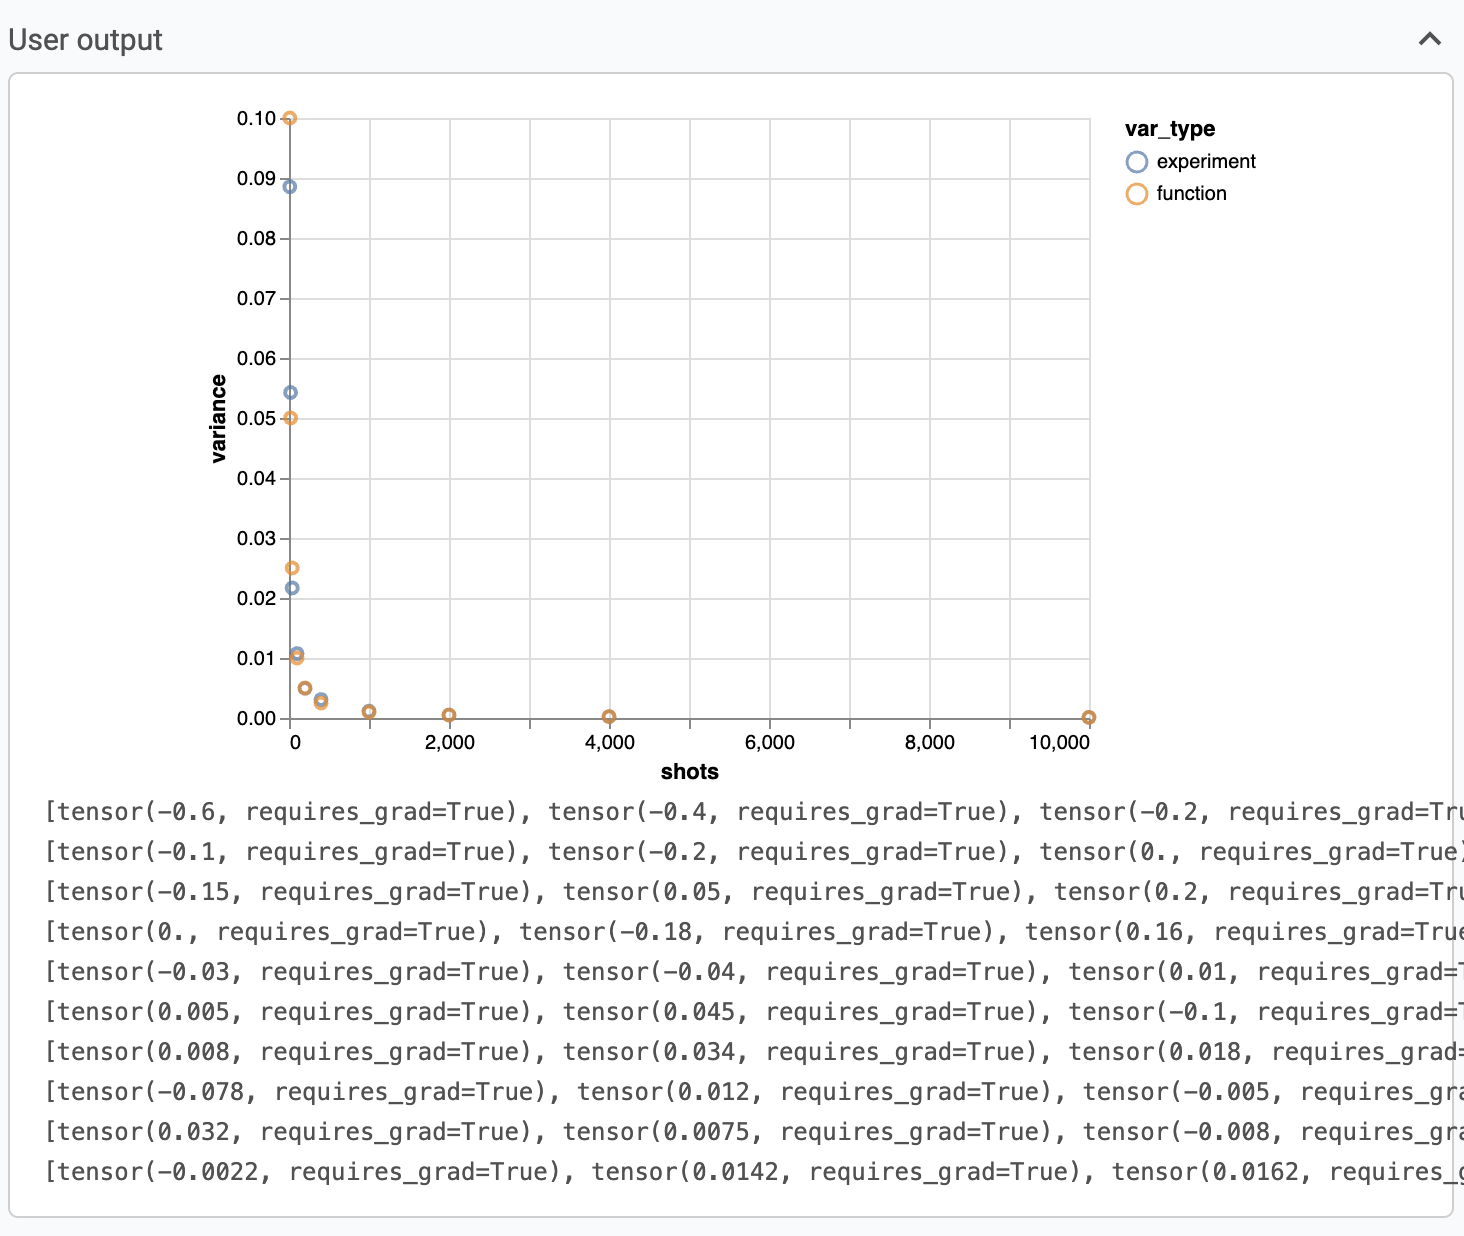 User output
0.10
0.09
0.08
0.07
0.06
0.05
0.04
0.03
0.02
0.01
0.00
variance
0 2,000 4,000 6,000 8,000 10,000
shots
var_type
experiment
function
[tensor(-0.6, requires_grad=True), tensor(-0.4, requires_grad=True), tensor(-0.2, requires_grad=Tru
[tensor(-0.1, requires_grad=True), tensor(-0.2, requires_grad=True), tensor(0., requires_grad=True)
[tensor(-0.15, requires_grad=True), tensor(0.05, requires_grad=True), tensor(0.2, requires_grad=Tru
[tensor(0., requires_grad=True), tensor(-0.18, requires_grad=True), tensor(0.16, requires_grad=True
[tensor(-0.03, requires_grad=True), tensor(-0.04, requires_grad=True), tensor(0.01, requires_grad=T
[tensor(0.005, requires_grad=True), tensor(0.045, requires_grad=True), tensor(-0.1, requires_grad=T
[tensor(0.008, requires_grad=True), tensor(0.034, requires_grad=True), tensor(0.018, requires_grad=
[tensor(-0.078, requires_grad=True), tensor(0.012, requires_grad=True), tensor(-0.005, requires_gra
[tensor(0.032, requires_grad=True), tensor(0.0075, requires_grad=True), tensor(-0.008, requires_gra
[tensor(-0.0022, requires_grad=True), tensor(0.0142, requires_grad=True), tensor(0.0162, requires_g